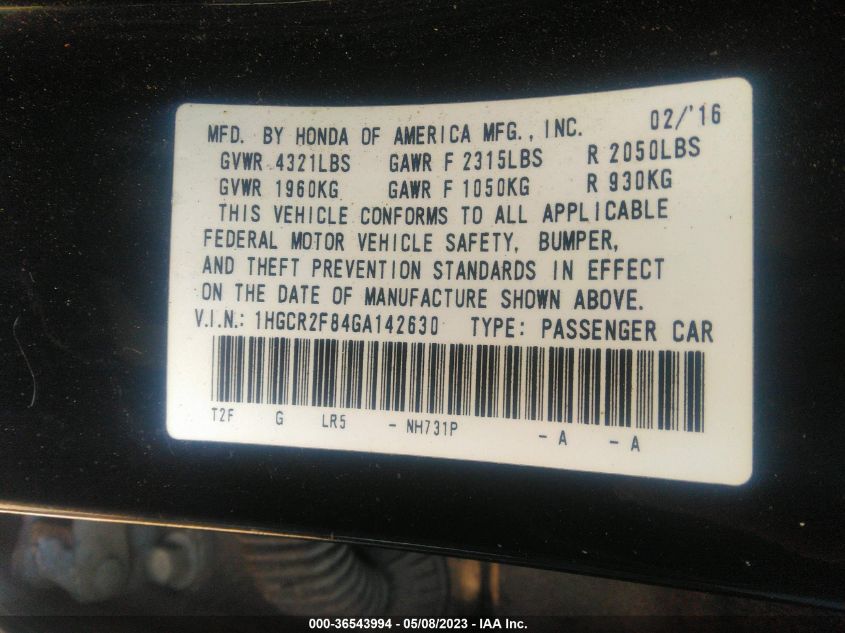 MFD. BY HONDA OF AMERICA MFG., INC. 02/'16
GVWR 4321LBS GAWR F 2315LBS R 2050LBS
GVWR 1960KG GAWR F 1050KG R 930KG
THIS VEHICLE CONFORMS TO ALL APPLICABLE
FEDERAL MOTOR VEHICLE SAFETY, BUMPER,
AND THEFT PREVENTION STANDARDS IN EFFECT
ON THE DATE OF MANUFACTURE SHOWN ABOVE.
V.I.N.: 1HGCR2F84GA142630 TYPE: PASSENGER CAR
T2F G LR5 - NH731P - A - A
000-36543994 - 05/08/2023 - IAA Inc.